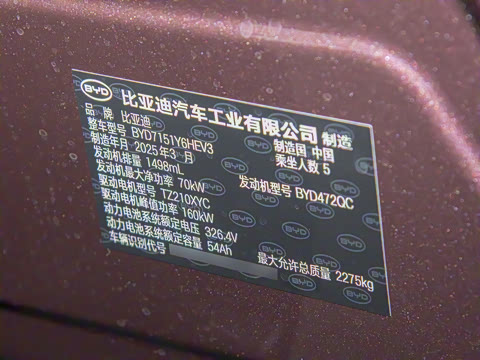 BYD 比亚迪汽车工业有限公司 制造
品 牌 比亚迪 制造国 中国
整车型号 BYD7151Y6HEV3 乘坐人数 5
制造年月 2025年3 月
发动机排量 1498mL 发动机型号 BYD472QC
发动机最大净功率 70kW
驱动电机型号 TZ210XYC
驱动电机峰值功率 160kW
动力电池系统额定电压 326.4V
动力电池系统额定容量 54Ah 最大允许总质量 2275kg
车辆识别代号